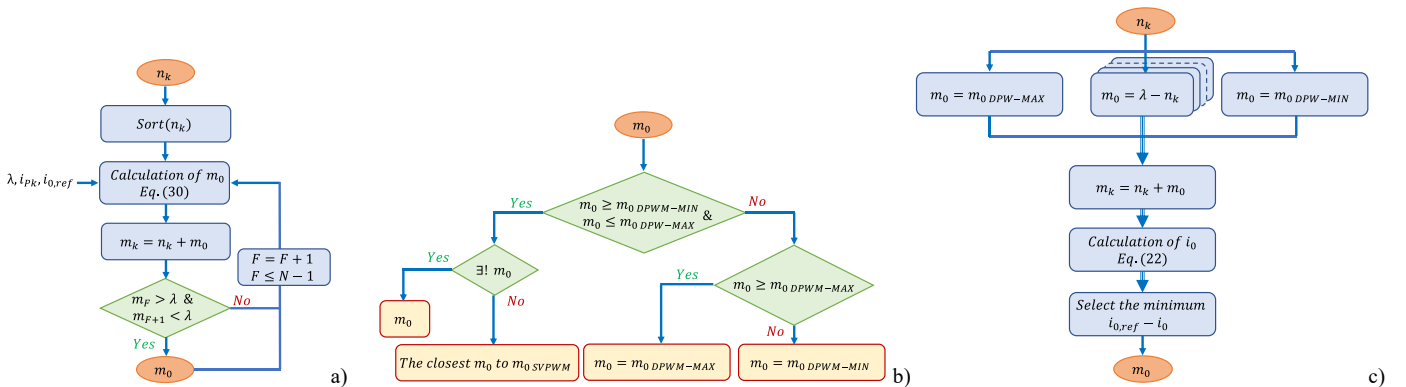 n_k
Sort(n_k)
λ, i_Pk, i_0,ref
Calculation of m_0
Eq. (30)
m_k = n_k + m_0
F = F + 1
F ≤ N − 1
m_F > λ &
m_F+1 < λ
No
Yes
m_0
a)
m_0
Yes
m_0 ≥ m_0 DPWM−MIN &
m_0 ≤ m_0 DPW−MAX
No
Yes
∃! m_0
No
m_0
The closest m_0 to m_0 SVPWM
Yes
m_0 ≥ m_0 DPWM−MAX
No
m_0 = m_0 DPWM−MAX
m_0 = m_0 DPWM−MIN
b)
n_k
m_0 = m_0 DPW−MAX
m_0 = λ − n_k
m_0 = m_0 DPW−MIN
m_k = n_k + m_0
Calculation of i_0
Eq. (22)
Select the minimum
i_0,ref − i_0
m_0
c)